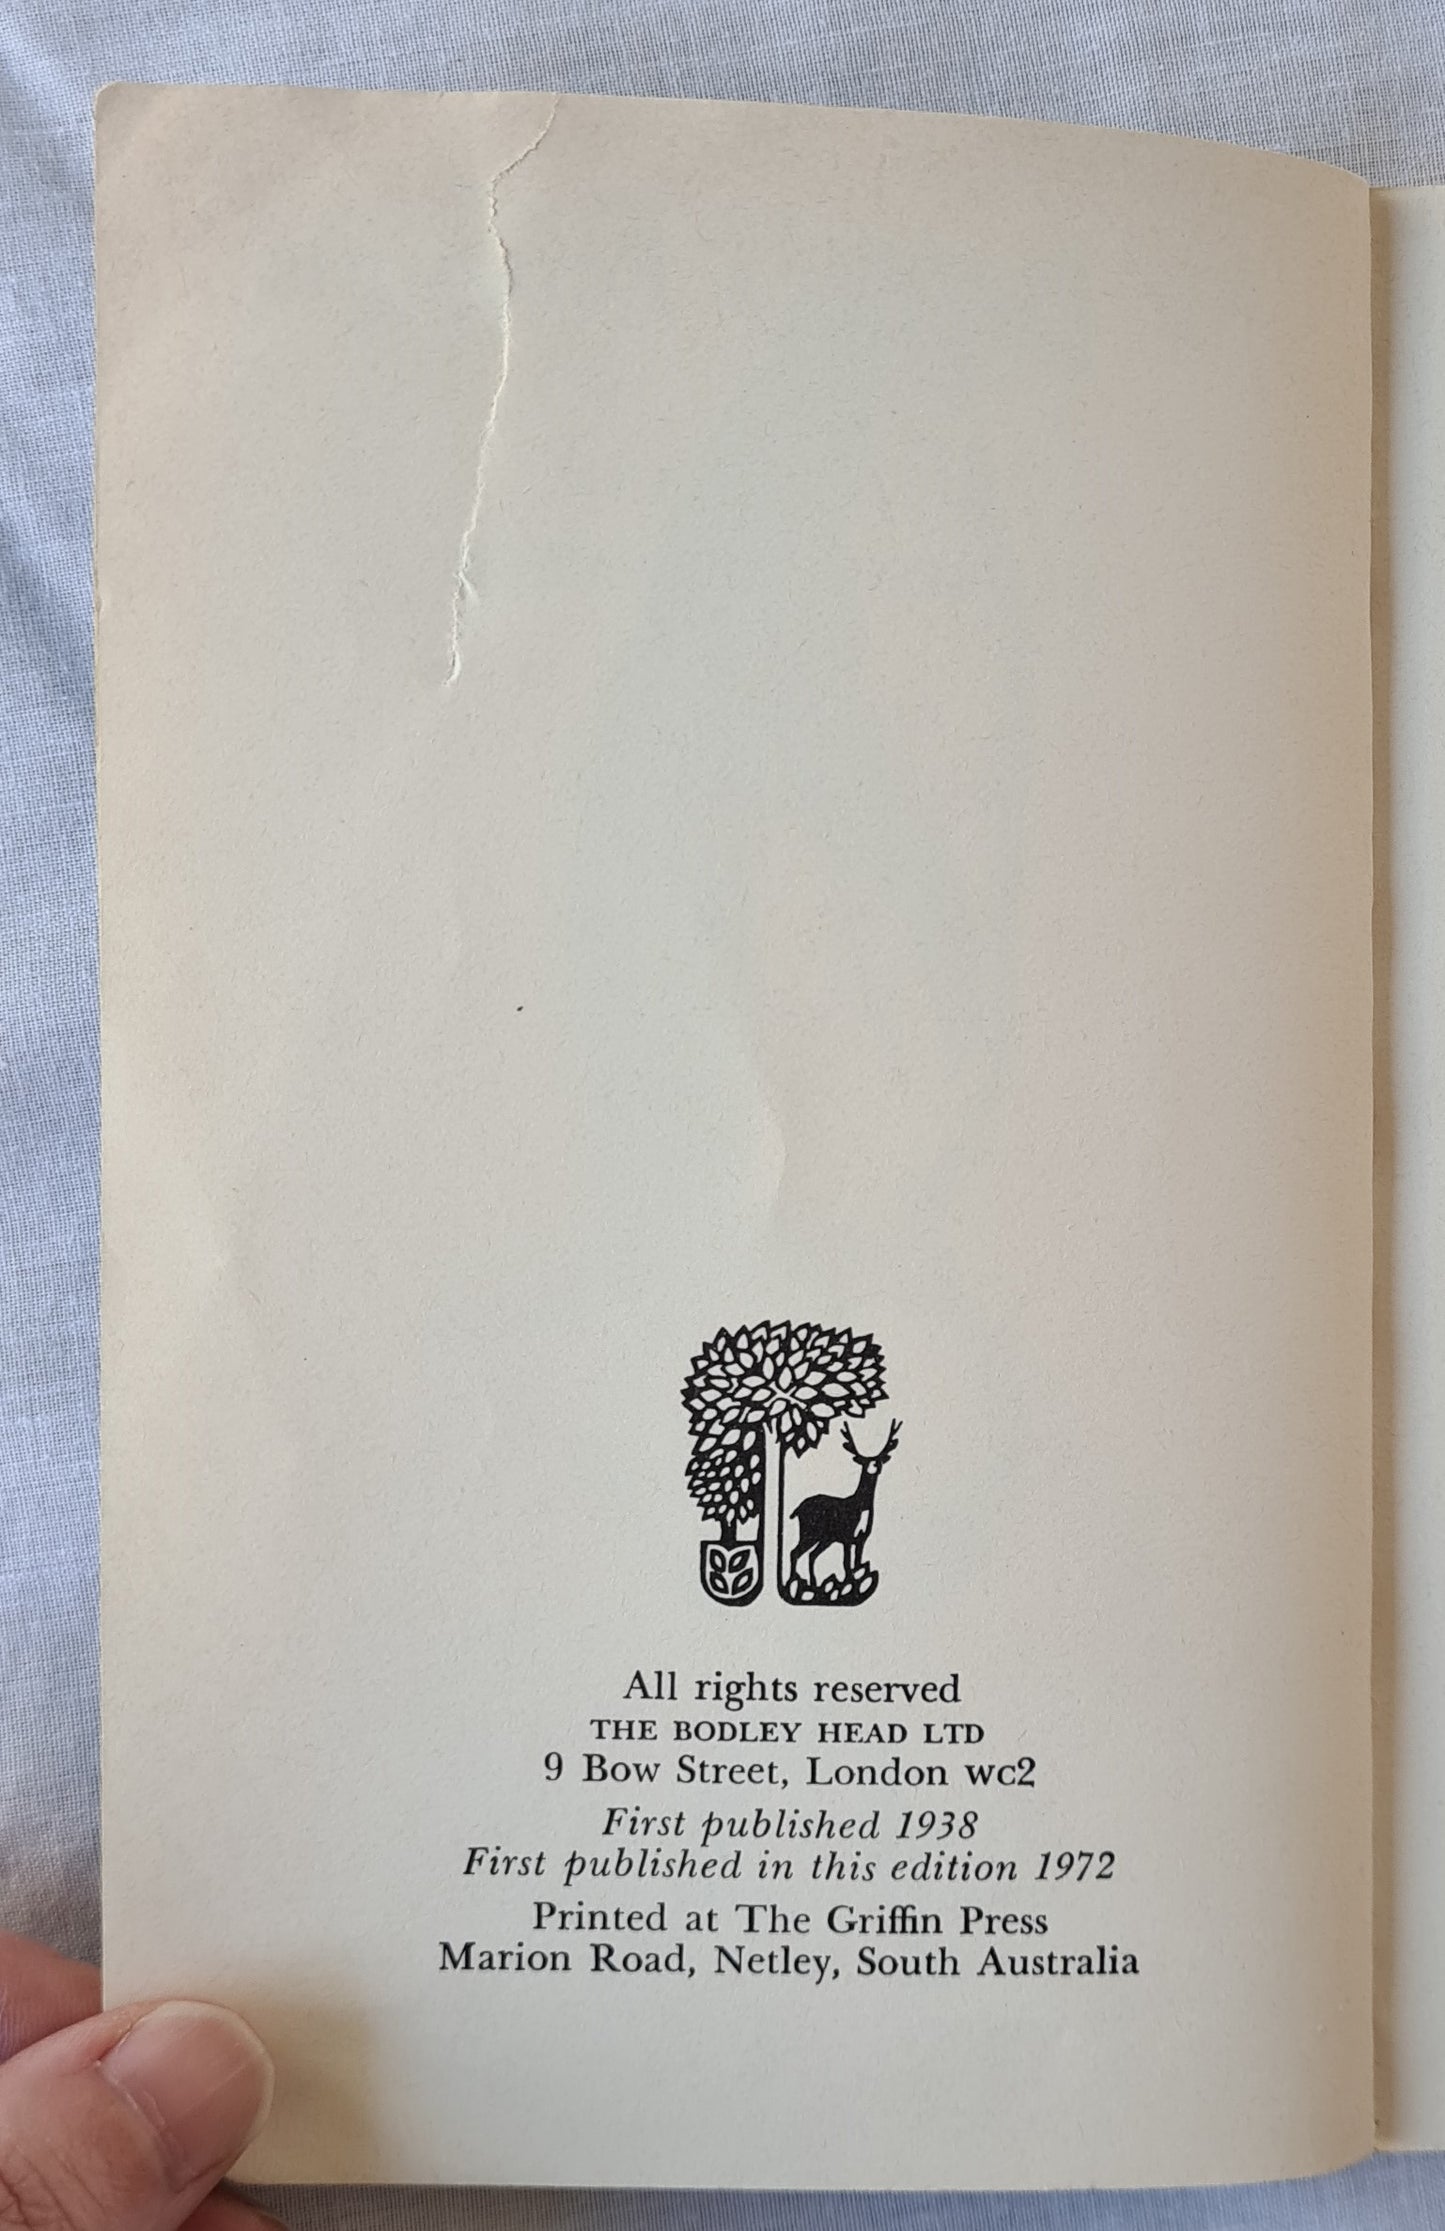 All rights reserved
THE BODLEY HEAD LTD
9 Bow Street, London WC2
First published 1938
First published in this edition 1972
Printed at The Griffin Press
Marion Road, Netley, South Australia